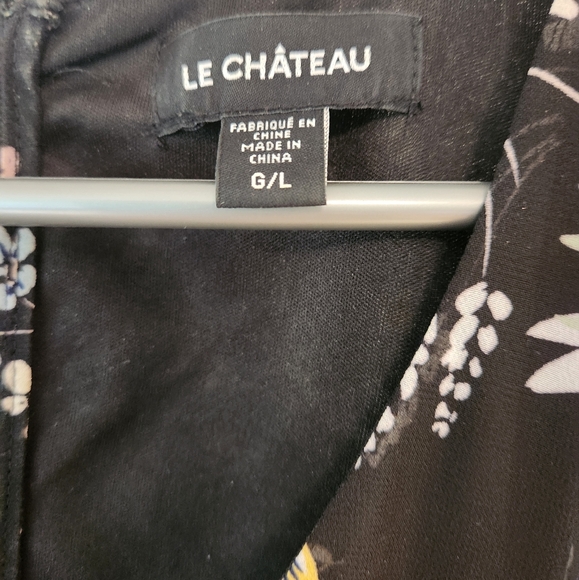 LE CHÂTEAU
FABRIQUÉ EN
CHINE
MADE IN
CHINA
G/L